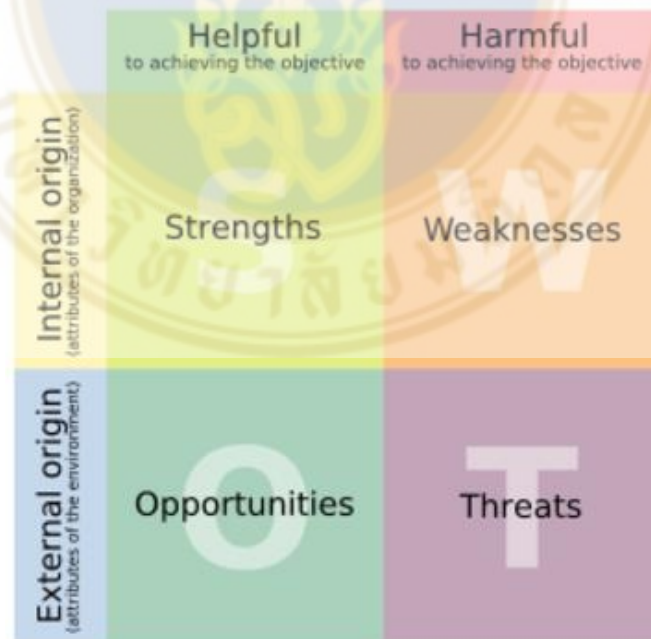 Helpful
to achieving the objective
Harmful
to achieving the objective
Internal origin
(attributes of the organization)
S
Strengths
W
Weaknesses
External origin
(attributes of the environment)
O
Opportunities
T
Threats